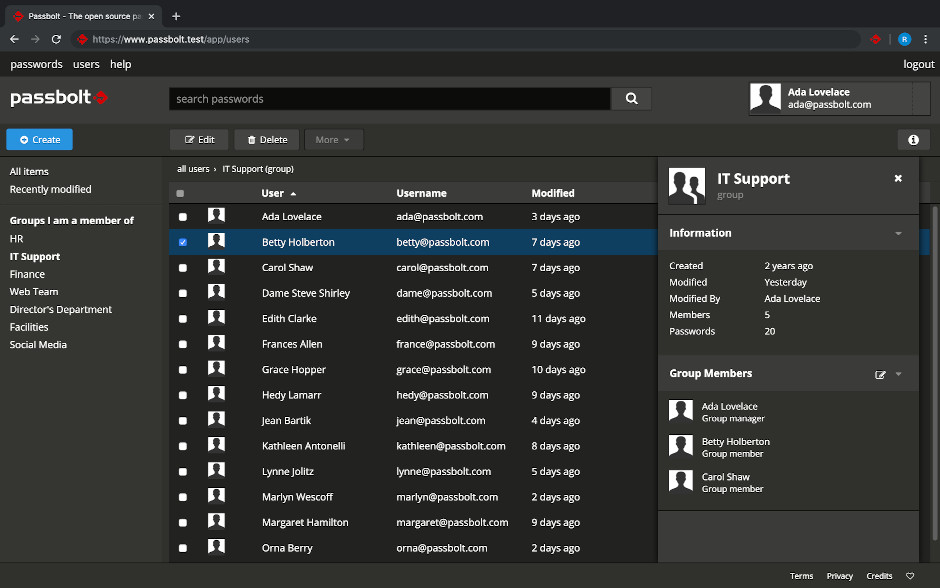 Passbolt - The open source pa
https://www.passbolt.test/app/users
R
passwords users help logout
passbolt
search passwords
Ada Lovelace
ada@passbolt.com
Create
Edit
Delete
More
All items
Recently modified
Groups I am a member of
HR
IT Support
Finance
Web Team
Director's Department
Facilities
Social Media
all users › IT Support (group)
User Username Modified
Ada Lovelace ada@passbolt.com 3 days ago
Betty Holberton betty@passbolt.com 7 days ago
Carol Shaw carol@passbolt.com 7 days ago
Dame Steve Shirley dame@passbolt.com 5 days ago
Edith Clarke edith@passbolt.com 11 days ago
Frances Allen france@passbolt.com 9 days ago
Grace Hopper grace@passbolt.com 10 days ago
Hedy Lamarr hedy@passbolt.com 9 days ago
Jean Bartik jean@passbolt.com 4 days ago
Kathleen Antonelli kathleen@passbolt.com 8 days ago
Lynne Jolitz lynne@passbolt.com 5 days ago
Marlyn Wescoff marlyn@passbolt.com 2 days ago
Margaret Hamilton margaret@passbolt.com 9 days ago
Orna Berry orna@passbolt.com 2 days ago
IT Support
group
Information
Created 2 years ago
Modified Yesterday
Modified By Ada Lovelace
Members 5
Passwords 20
Group Members
Ada Lovelace
Group manager
Betty Holberton
Group member
Carol Shaw
Group member
Terms Privacy Credits